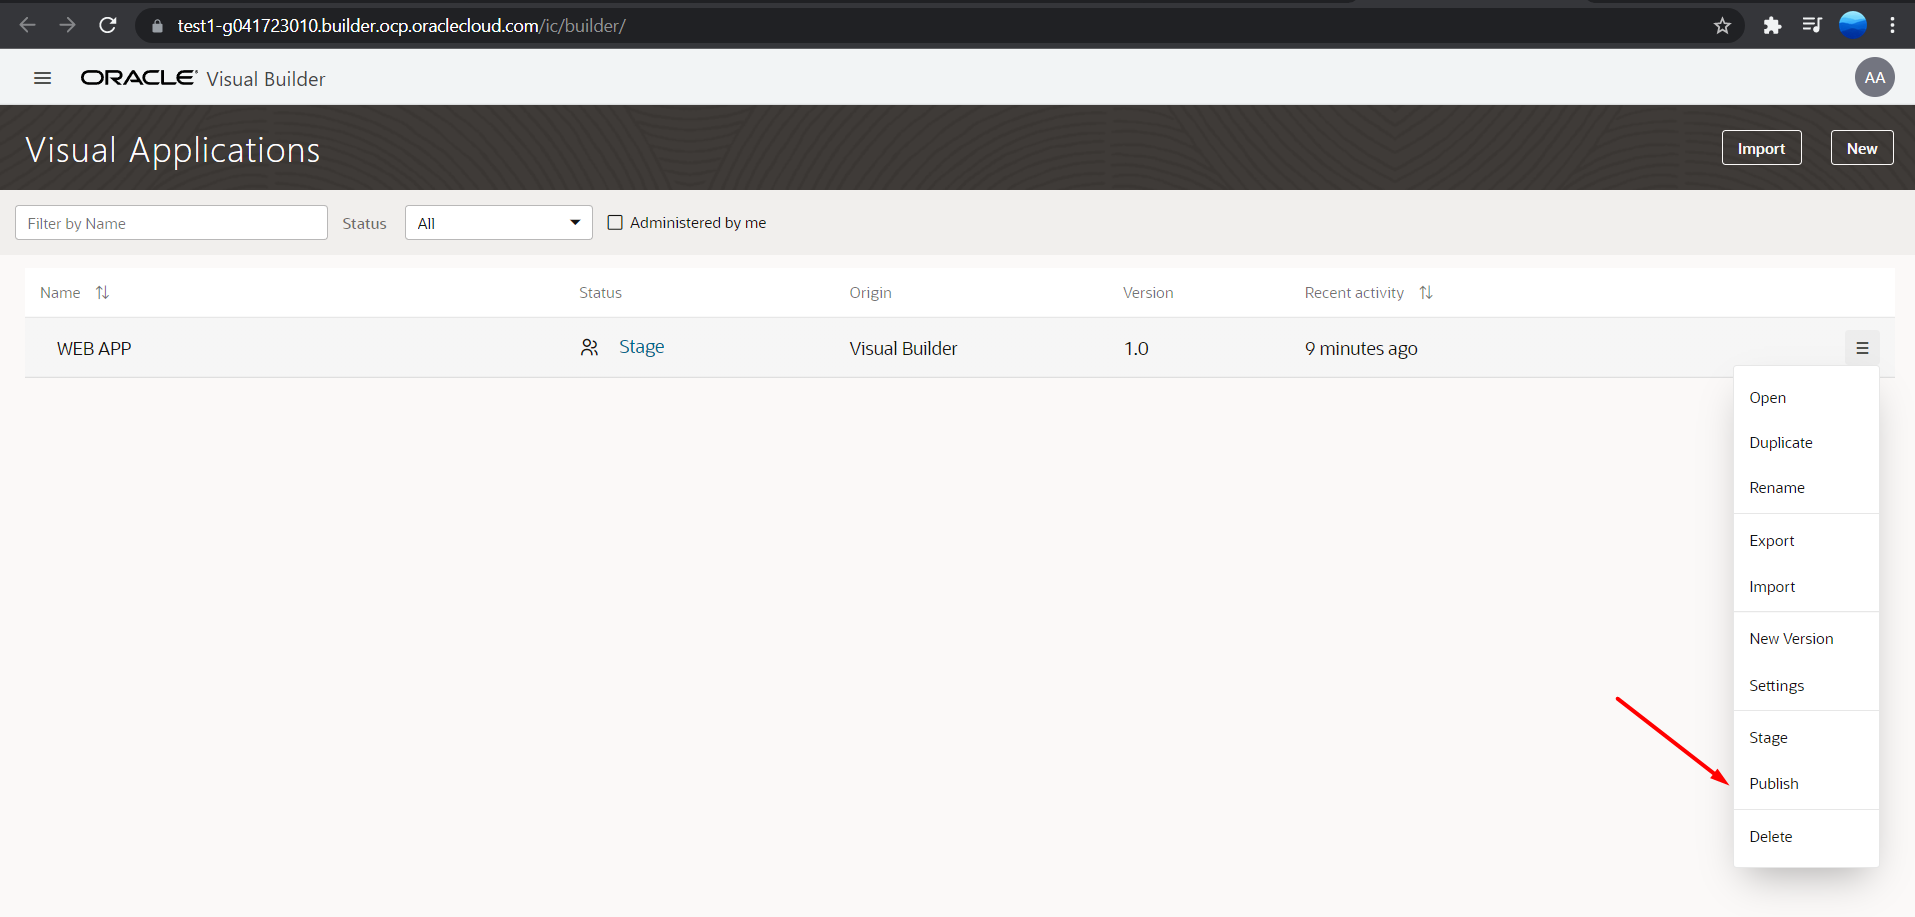 test1-g041723010.builder.ocp.oraclecloud.com/ic/builder/
ORACLE Visual Builder
AA
Visual Applications
Import
New
Filter by Name
Status
All
Administered by me
Name
Status
Origin
Version
Recent activity
WEB APP
Stage
Visual Builder
1.0
9 minutes ago
Open
Duplicate
Rename
Export
Import
New Version
Settings
Stage
Publish
Delete